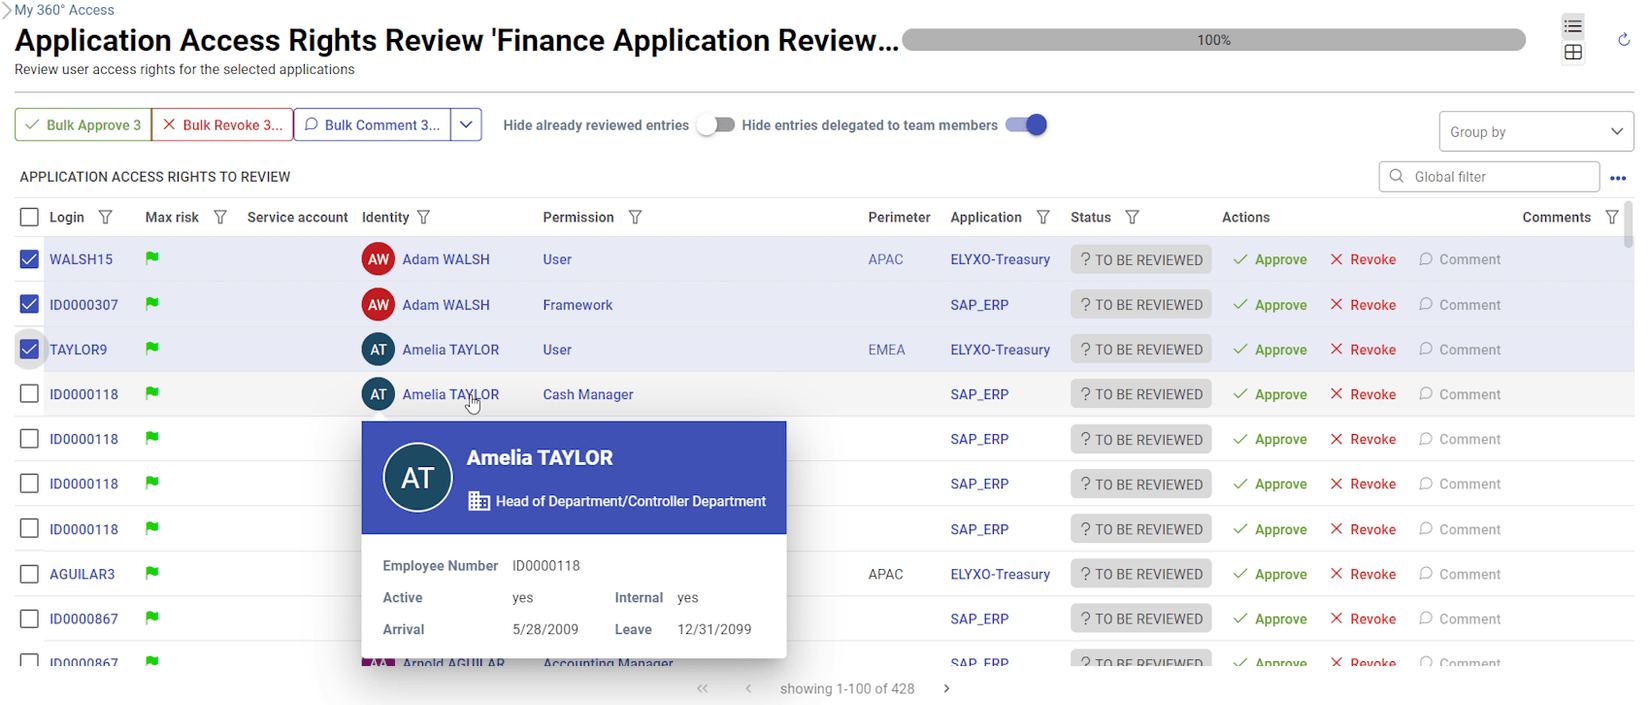 My 360° Access
Application Access Rights Review 'Finance Application Review...
100%
Review user access rights for the selected applications
Bulk Approve 3
Bulk Revoke 3...
Bulk Comment 3...
Hide already reviewed entries
Hide entries delegated to team members
Group by
APPLICATION ACCESS RIGHTS TO REVIEW
Global filter
Login Max risk Service account Identity Permission Perimeter Application Status Actions Comments
WALSH15 AW Adam WALSH User APAC ELYXO-Treasury ? TO BE REVIEWED Approve Revoke Comment
ID0000307 AW Adam WALSH Framework SAP_ERP ? TO BE REVIEWED Approve Revoke Comment
TAYLOR9 AT Amelia TAYLOR User EMEA ELYXO-Treasury ? TO BE REVIEWED Approve Revoke Comment
ID0000118 AT Amelia TAYLOR Cash Manager SAP_ERP ? TO BE REVIEWED Approve Revoke Comment
ID0000118 SAP_ERP ? TO BE REVIEWED Approve Revoke Comment
ID0000118 SAP_ERP ? TO BE REVIEWED Approve Revoke Comment
ID0000118 SAP_ERP ? TO BE REVIEWED Approve Revoke Comment
AGUILAR3 APAC ELYXO-Treasury ? TO BE REVIEWED Approve Revoke Comment
ID0000867 SAP_ERP ? TO BE REVIEWED Approve Revoke Comment
ID0000867 AA Arnold AGUILAR Accounting Manager SAP_ERP ? TO BE REVIEWED Approve Revoke Comment
AT
Amelia TAYLOR
Head of Department/Controller Department
Employee Number ID0000118
Active yes Internal yes
Arrival 5/28/2009 Leave 12/31/2099
showing 1-100 of 428